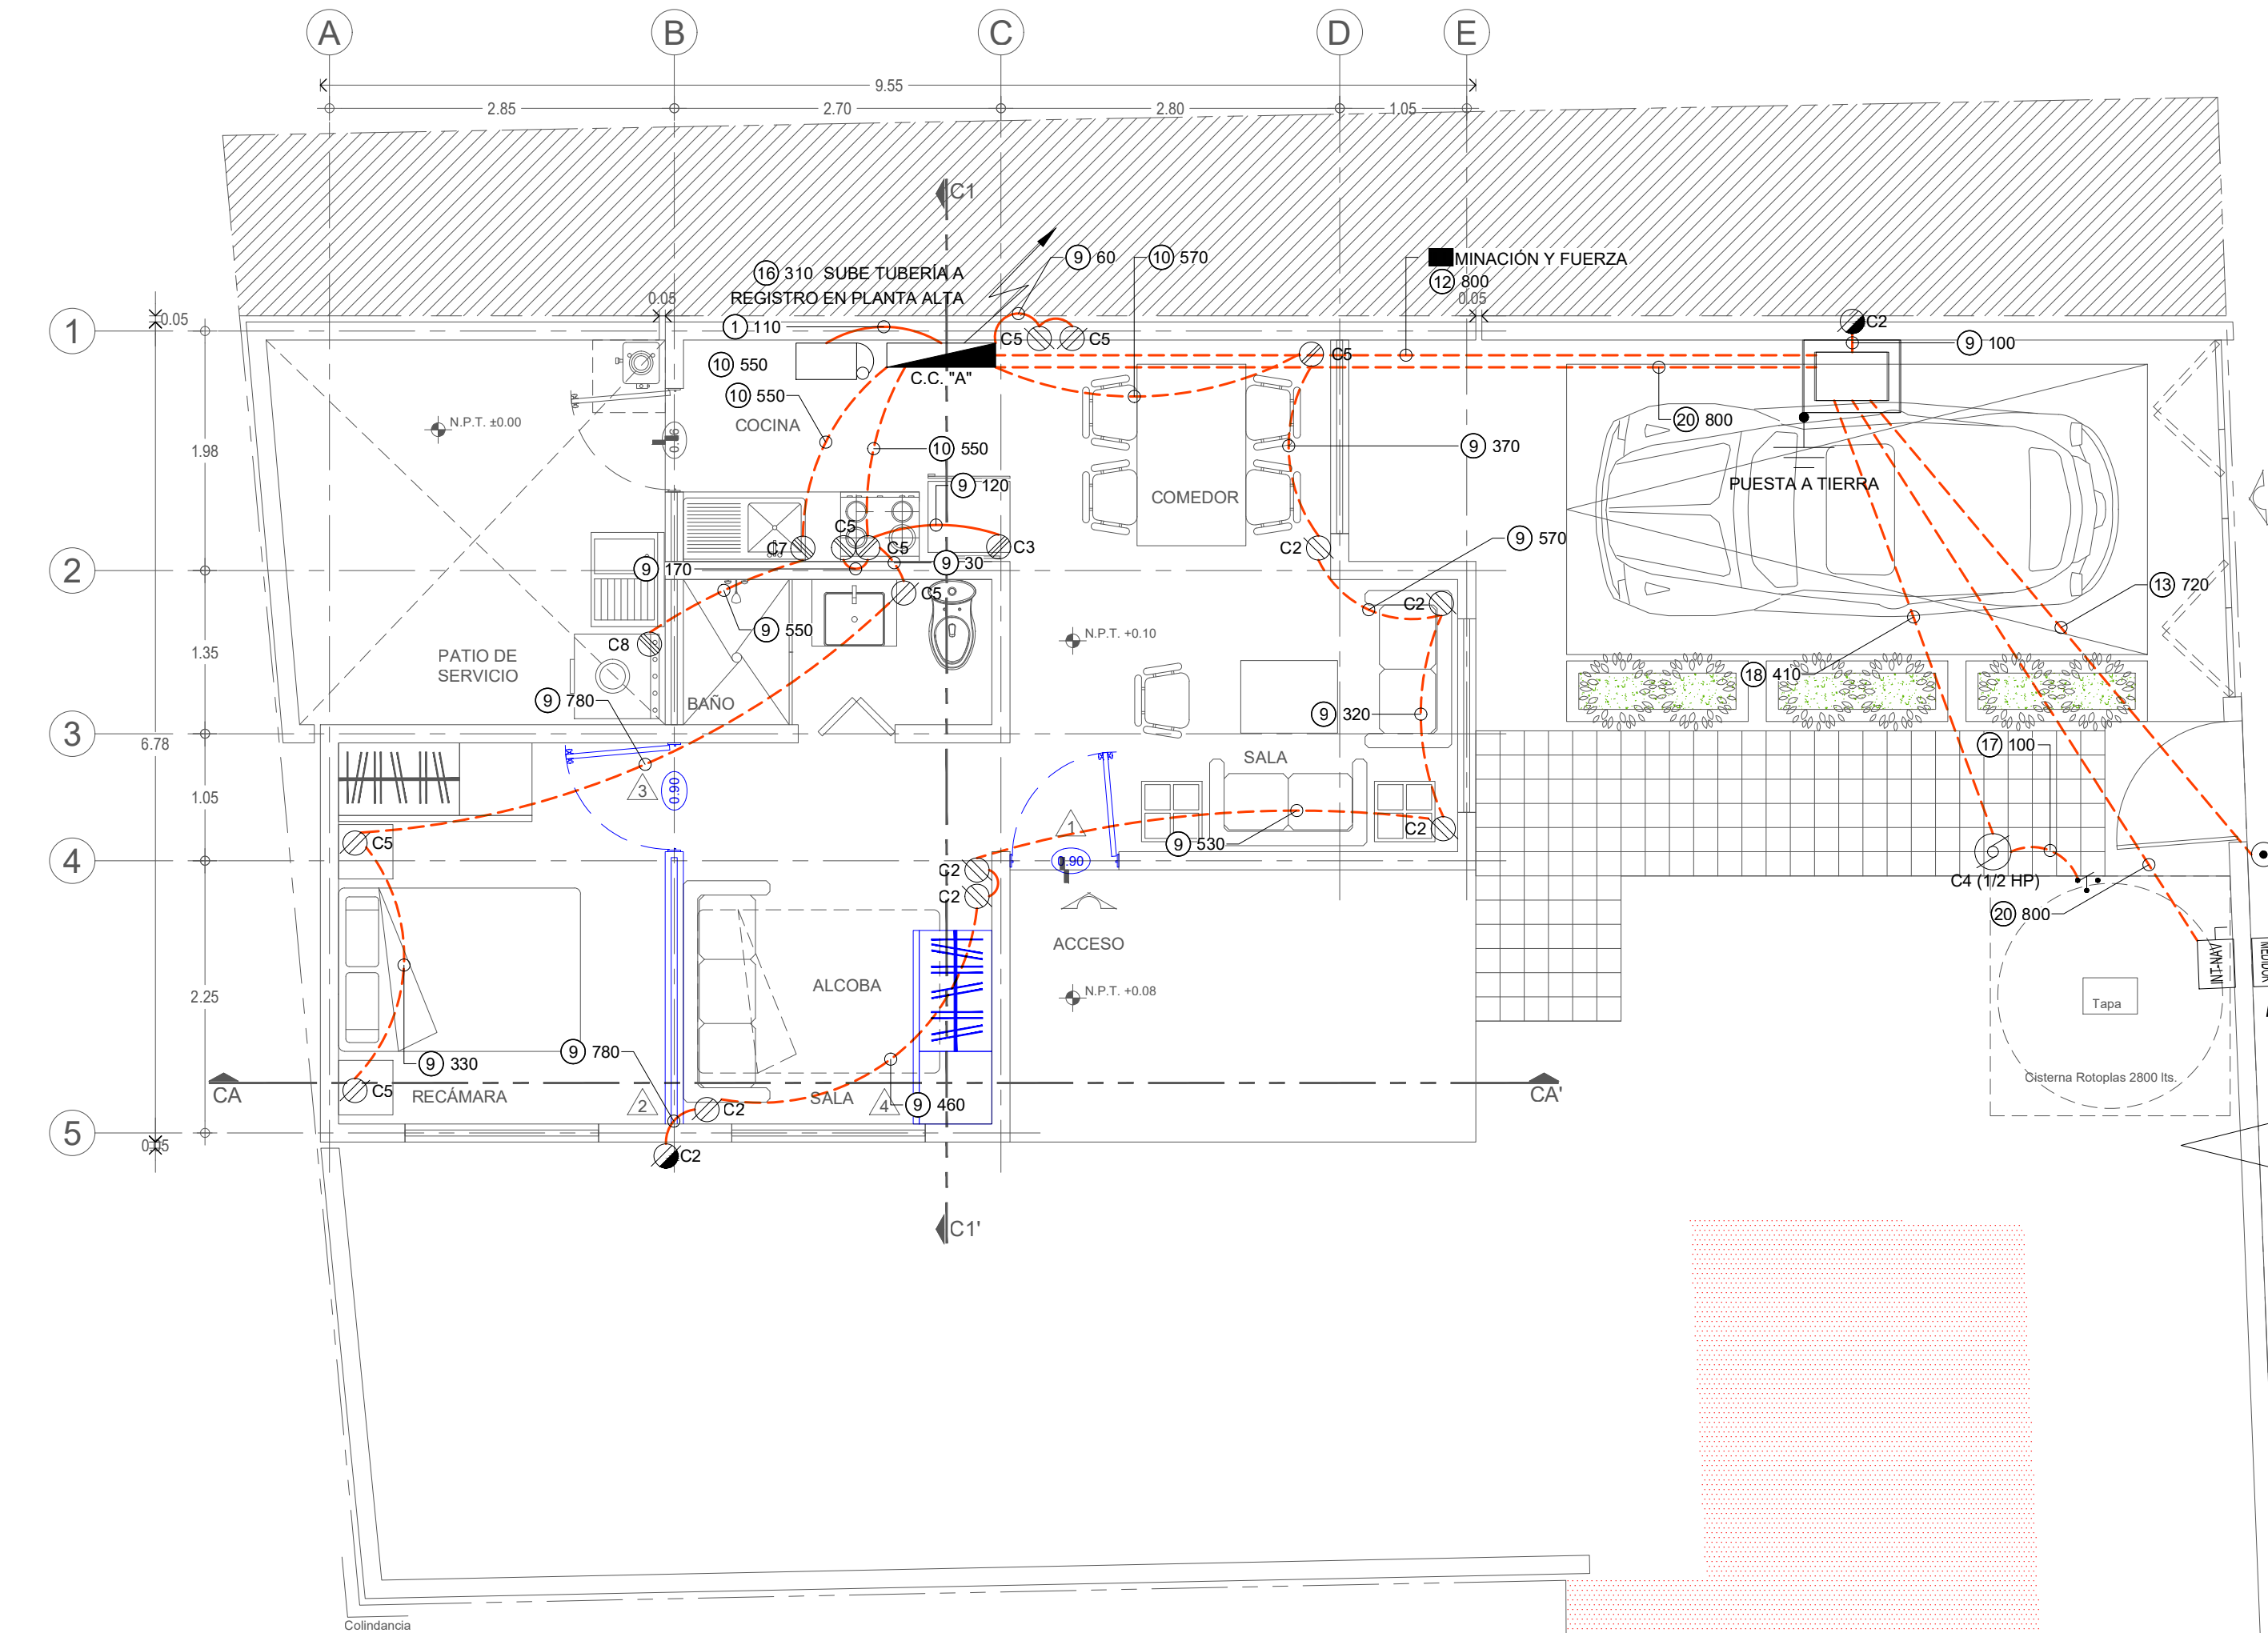 A
B
C
D
E
9.55
2.85
2.70
2.80
1.05
C1
9 60
10 570
MINACIÓN Y FUERZA
12 800
16 310 SUBE TUBERÍA A
REGISTRO EN PLANTA ALTA
0.05
0.05
0.05
1
1 110
C5
C5
C5
C2
9 100
10 550
C.C. "A"
10 550
COCINA
N.P.T. ±0.00
20 800
1.98
10 550
9 370
9 120
COMEDOR
PUESTA A TIERRA
C5
C7
C5
C3
C2
9 570
2
9 170
9 30
13 720
C5
C2
9 550
N.P.T. +0.10
C8
1.35
PATIO DE
SERVICIO
18 410
9 780
BAÑO
9 320
3
6.78
17 100
SALA
3
0.90
1.05
1
C2
C5
9 530
4
0.90
C2
C4 (1/2 HP)
C2
20 800
ACCESO
INT-NAV
MEDIDOR
ALCOBA
2.25
N.P.T. +0.08
Tapa
9 780
9 330
Cisterna Rotoplas 2800 lts.
CA
C5
RECÁMARA
2
C2
SALA
4
9 460
CA'
5
0.05
C2
C1'
Colindancia